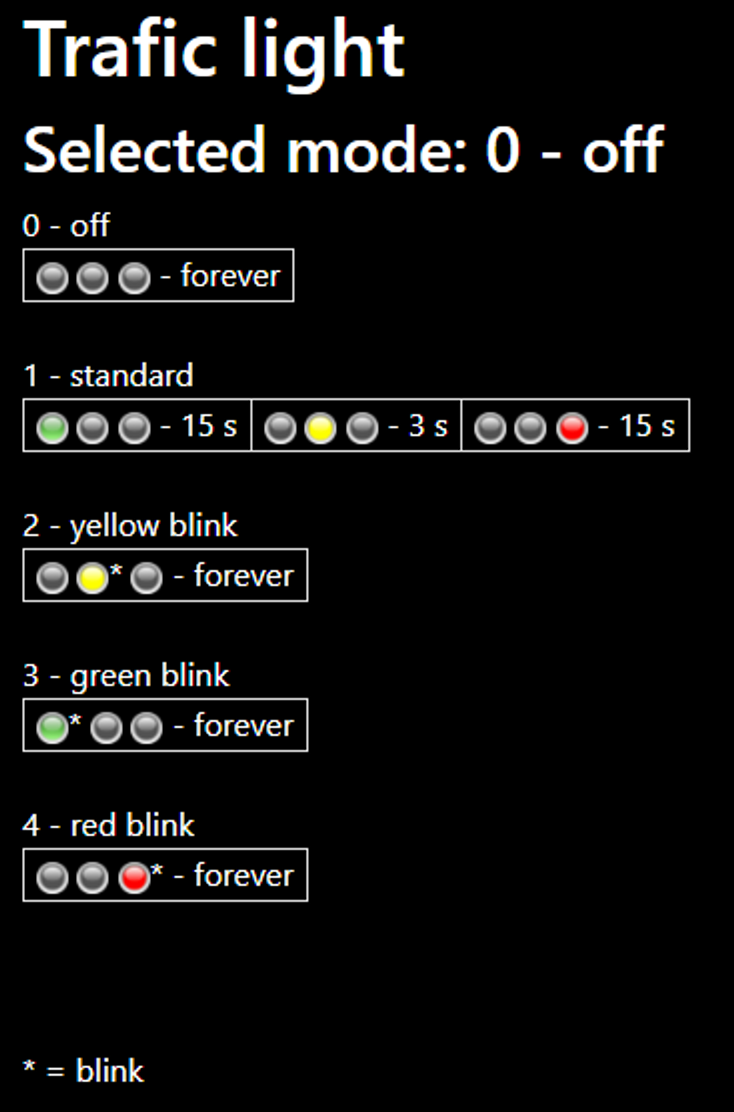 Trafic light
Selected mode: 0 - off
0 - off
- forever
1 - standard
- 15 s - 3 s - 15 s
2 - yellow blink
* - forever
3 - green blink
* - forever
4 - red blink
* - forever
* = blink